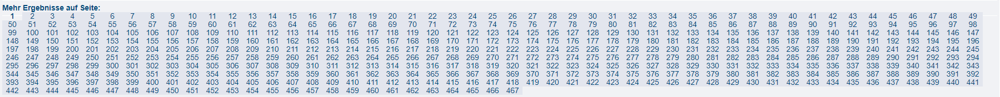 Mehr Ergebnisse auf Seite:
1 2 3 4 5 6 7 8 9 10 11 12 13 14 15 16 17 18 19 20 21 22 23 24 25 26 27 28 29 30 31 32 33 34 35 36 37 38 39 40 41 42 43 44 45 46 47 48 49
50 51 52 53 54 55 56 57 58 59 60 61 62 63 64 65 66 67 68 69 70 71 72 73 74 75 76 77 78 79 80 81 82 83 84 85 86 87 88 89 90 91 92 93 94 95 96 97 98
99 100 101 102 103 104 105 106 107 108 109 110 111 112 113 114 115 116 117 118 119 120 121 122 123 124 125 126 127 128 129 130 131 132 133 134 135 136 137 138 139 140 141 142 143 144 145 146 147
148 149 150 151 152 153 154 155 156 157 158 159 160 161 162 163 164 165 166 167 168 169 170 171 172 173 174 175 176 177 178 179 180 181 182 183 184 185 186 187 188 189 190 191 192 193 194 195 196
197 198 199 200 201 202 203 204 205 206 207 208 209 210 211 212 213 214 215 216 217 218 219 220 221 222 223 224 225 226 227 228 229 230 231 232 233 234 235 236 237 238 239 240 241 242 243 244 245
246 247 248 249 250 251 252 253 254 255 256 257 258 259 260 261 262 263 264 265 266 267 268 269 270 271 272 273 274 275 276 277 278 279 280 281 282 283 284 285 286 287 288 289 290 291 292 293 294
295 296 297 298 299 300 301 302 303 304 305 306 307 308 309 310 311 312 313 314 315 316 317 318 319 320 321 322 323 324 325 326 327 328 329 330 331 332 333 334 335 336 337 338 339 340 341 342 343
344 345 346 347 348 349 350 351 352 353 354 355 356 357 358 359 360 361 362 363 364 365 366 367 368 369 370 371 372 373 374 375 376 377 378 379 380 381 382 383 384 385 386 387 388 389 390 391 392
393 394 395 396 397 398 399 400 401 402 403 404 405 406 407 408 409 410 411 412 413 414 415 416 417 418 419 420 421 422 423 424 425 426 427 428 429 430 431 432 433 434 435 436 437 438 439 440 441
442 443 444 445 446 447 448 449 450 451 452 453 454 455 456 457 458 459 460 461 462 463 464 465 466 467